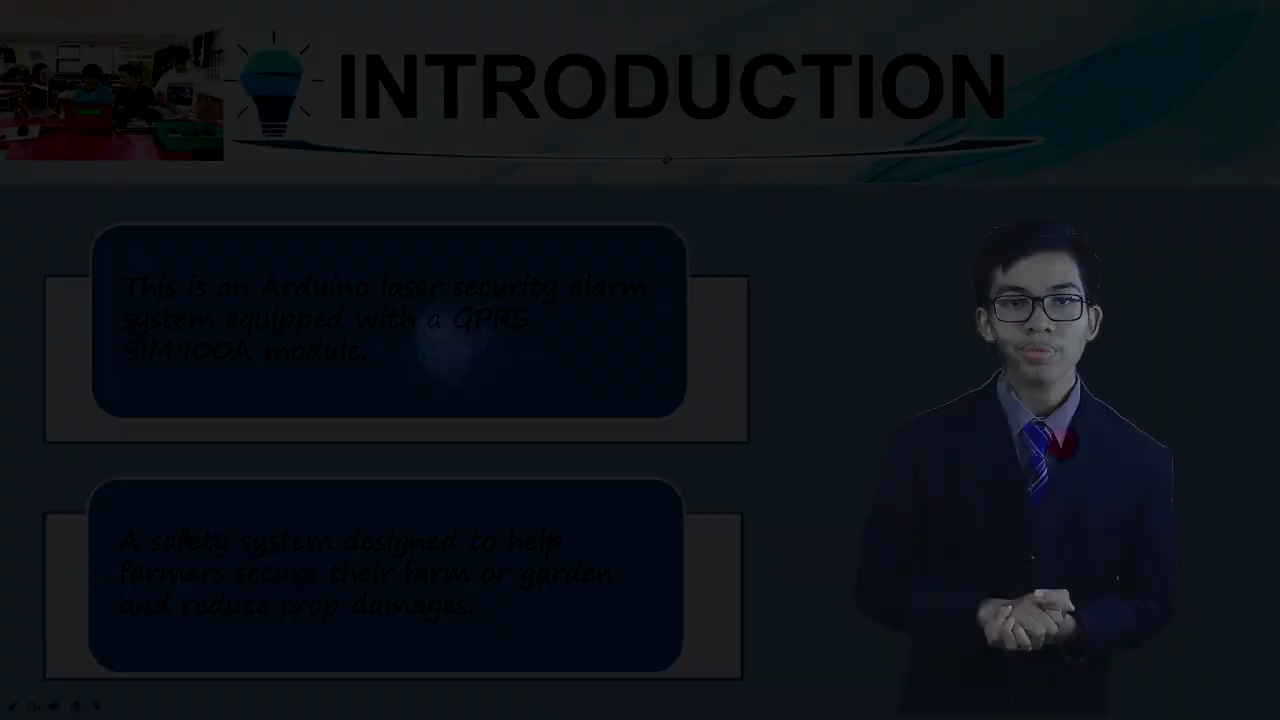 INTRODUCTION
This is an Arduino laser security alarm
system equipped with a GPRS
SIM900A module.
A safety system designed to help
farmers secure their farm or garden
and reduce crop damages.